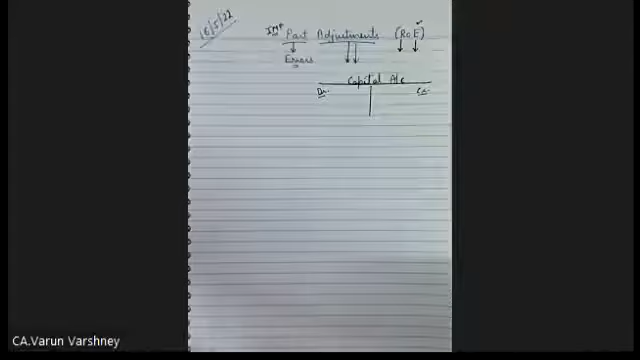 16/5/22
IMP Past Adjustments (RoE)
Errors
Capital A/c
Dr. Cr.
CA.Varun Varshney